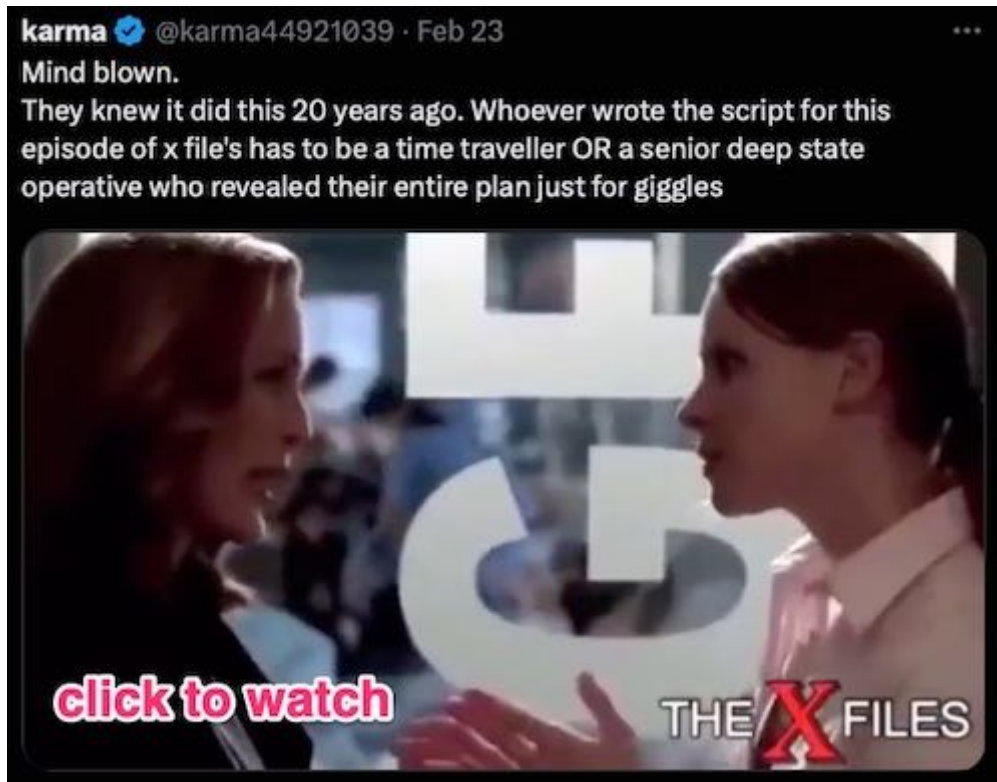 karma @karma44921039 · Feb 23
Mind blown.
They knew it did this 20 years ago. Whoever wrote the script for this
episode of x file's has to be a time traveller OR a senior deep state
operative who revealed their entire plan just for giggles
click to watch
THE X FILES